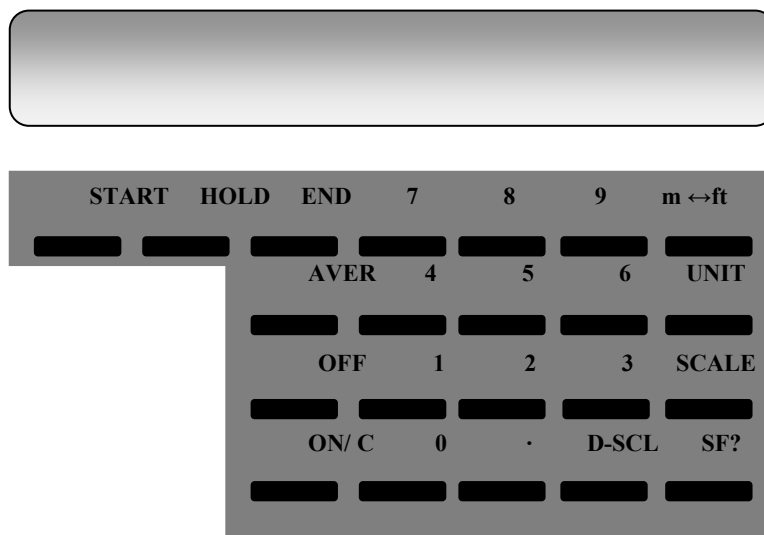 START HOLD END 7 8 9 m ↔ft
AVER 4 5 6 UNIT
OFF 1 2 3 SCALE
ON/ C 0 · D-SCL SF?